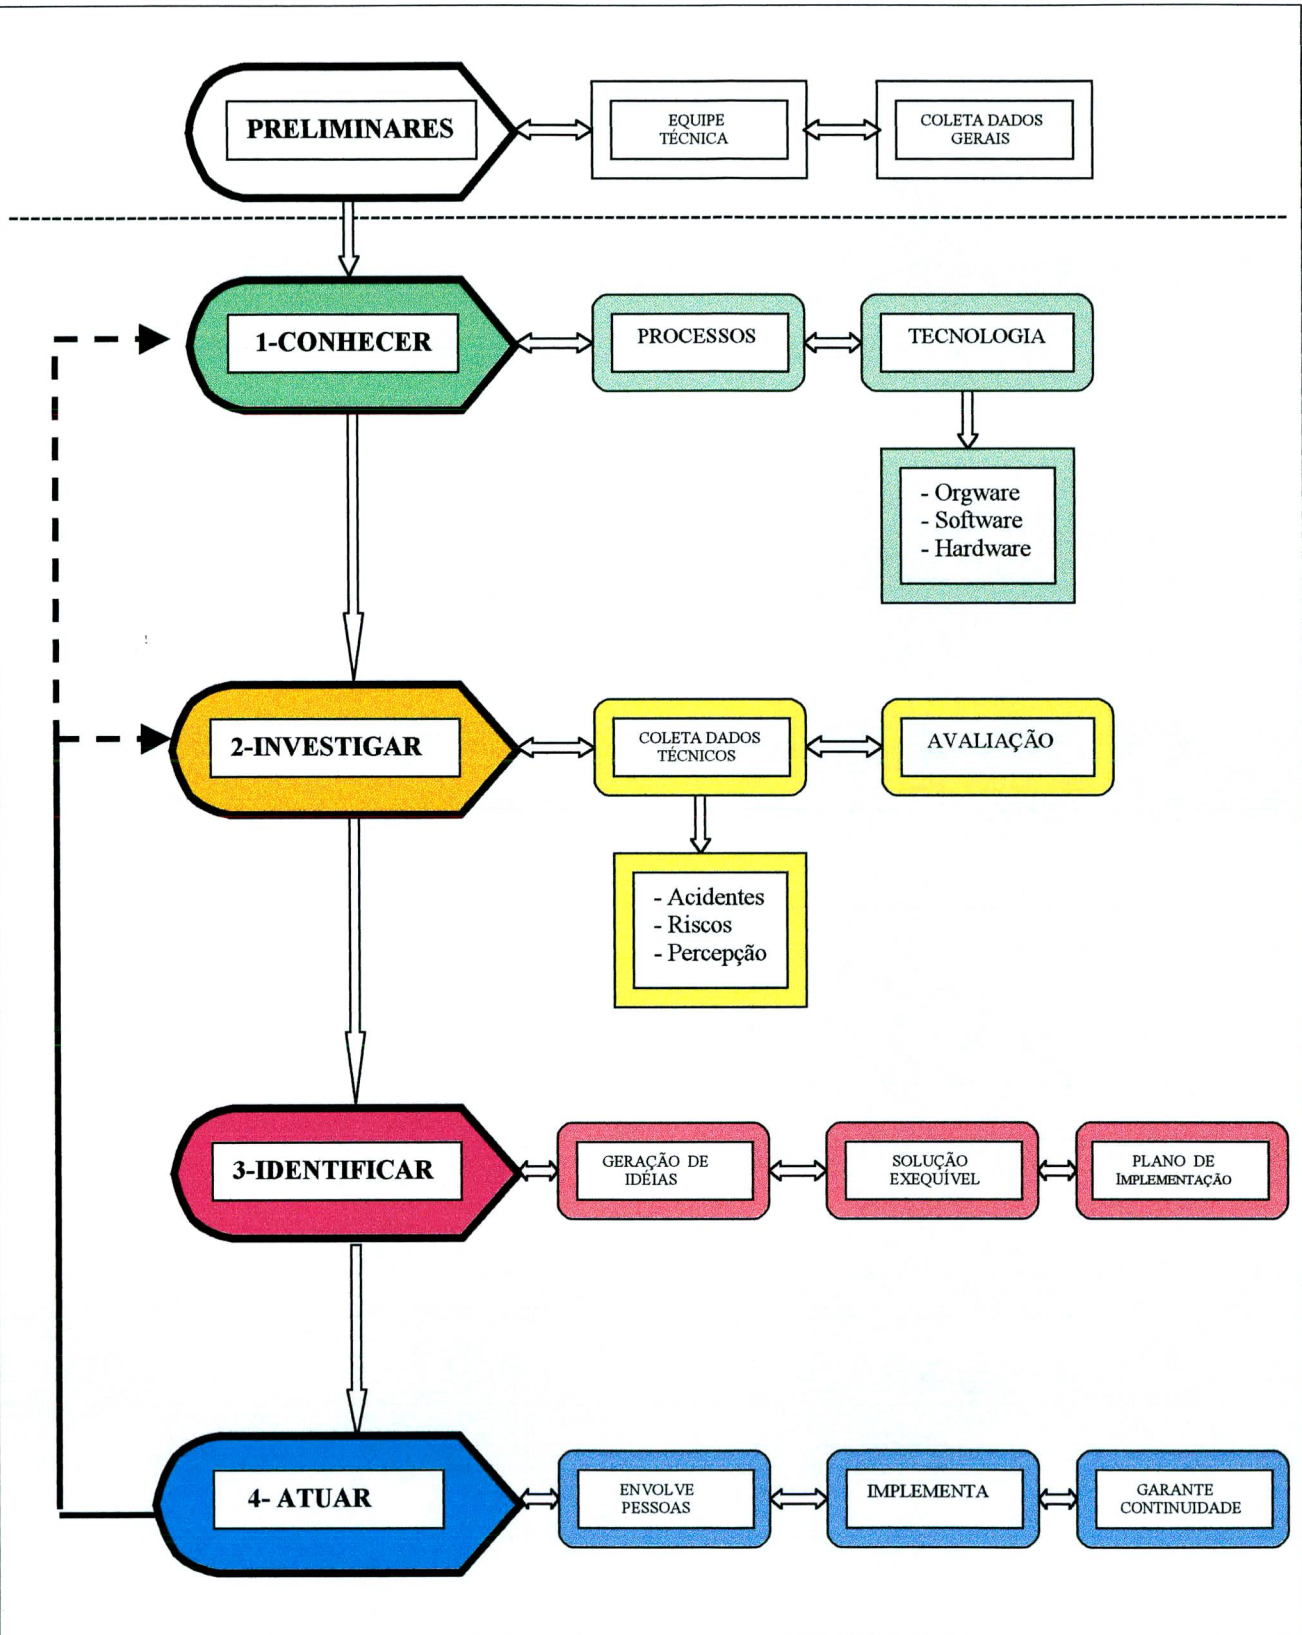 PRELIMINARES
EQUIPE
TÉCNICA
COLETA DADOS
GERAIS
1-CONHECER
PROCESSOS
TECNOLOGIA
- Orgware
- Software
- Hardware
2-INVESTIGAR
COLETA DADOS
TÉCNICOS
AVALIAÇÃO
- Acidentes
- Riscos
- Percepção
3-IDENTIFICAR
GERAÇÃO DE
IDÉIAS
SOLUÇÃO
EXEQUÍVEL
PLANO DE
IMPLEMENTAÇÃO
4- ATUAR
ENVOLVE
PESSOAS
IMPLEMENTA
GARANTE
CONTINUIDADE